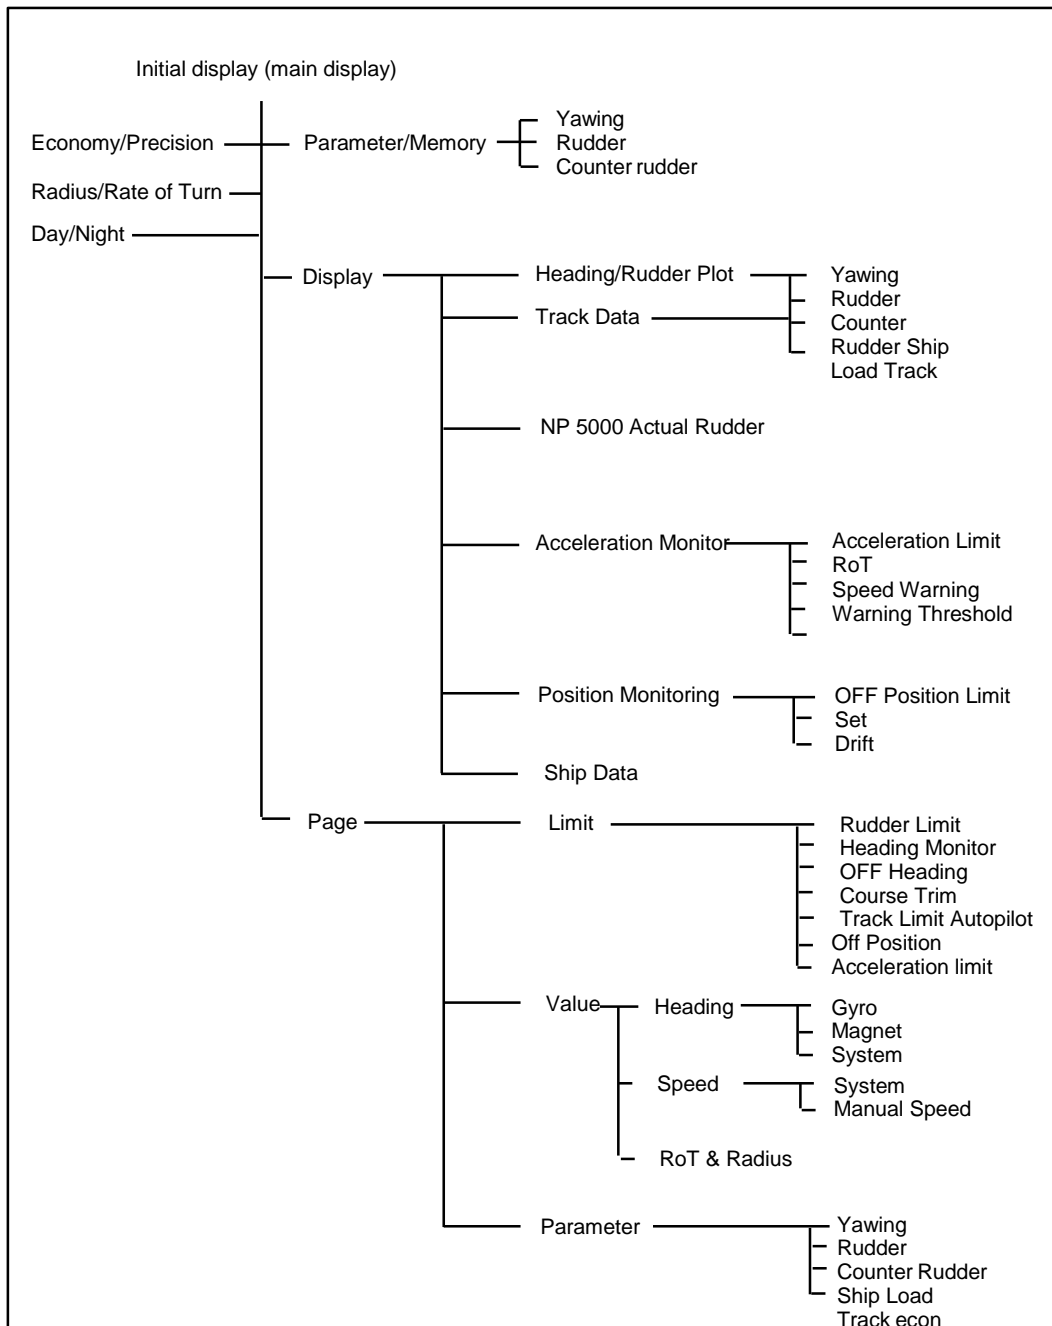 Initial display (main display)
Economy/Precision
Parameter/Memory
Yawing
Rudder
Counter rudder
Radius/Rate of Turn
Day/Night
Display
Heading/Rudder Plot
Yawing
Rudder
Track Data
Counter
Rudder Ship
Load Track
NP 5000 Actual Rudder
Acceleration Monitor
Acceleration Limit
RoT
Speed Warning
Warning Threshold
Position Monitoring
OFF Position Limit
Set
Drift
Ship Data
Page
Limit
Rudder Limit
Heading Monitor
OFF Heading
Course Trim
Track Limit Autopilot
Off Position
Acceleration limit
Value
Heading
Gyro
Magnet
System
Speed
System
Manual Speed
RoT & Radius
Parameter
Yawing
Rudder
Counter Rudder
Ship Load
Track econ